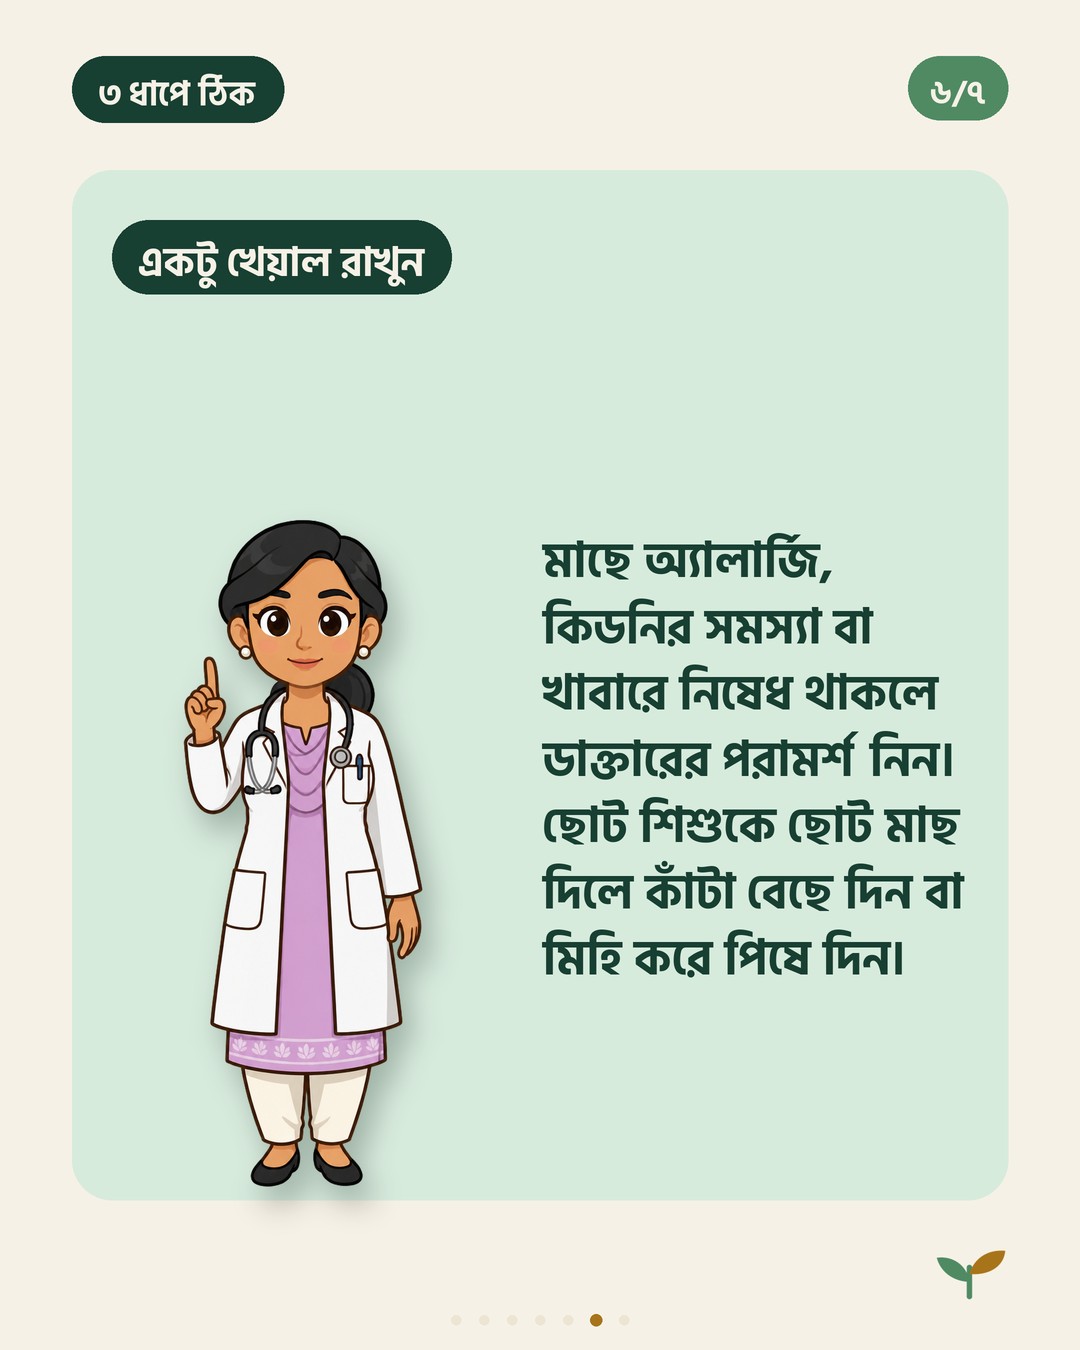 ৩ ধাপে ঠিক
৬/৭
একটু খেয়াল রাখুন
মাছে অ্যালার্জি,
কিডনির সমস্যা বা
খাবারে নিষেধ থাকলে
ডাক্তারের পরামর্শ নিন।
ছোট শিশুকে ছোট মাছ
দিলে কাঁটা বেছে দিন বা
মিহি করে পিষে দিন।